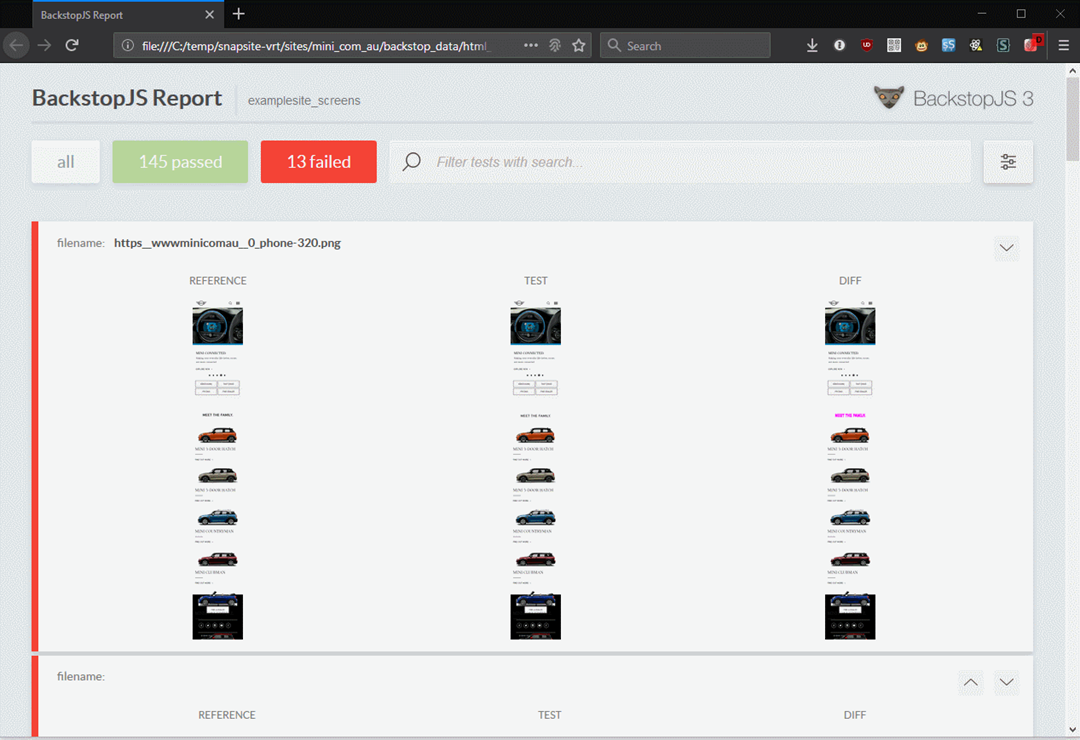 BackstopJS Report
file:///C:/temp/snapsite-vrt/sites/mini_com_au/backstop_data/html_
Search
BackstopJS Report
examplesite_screens
BackstopJS 3
all
145 passed
13 failed
Filter tests with search...
filename: https__wwwminicomau__0_phone-320.png
REFERENCE TEST DIFF
MINI CONNECTED. MINI CONNECTED. MINI CONNECTED.
MEET THE FAMILY. MEET THE FAMILY. MEET THE FAMILY.
MINI 3 DOOR HATCH MINI 3 DOOR HATCH MINI 3 DOOR HATCH
MINI 5 DOOR HATCH MINI 5 DOOR HATCH MINI 5 DOOR HATCH
MINI COUNTRYMAN MINI COUNTRYMAN MINI COUNTRYMAN
MINI CLUBMAN MINI CLUBMAN MINI CLUBMAN
filename:
REFERENCE TEST DIFF